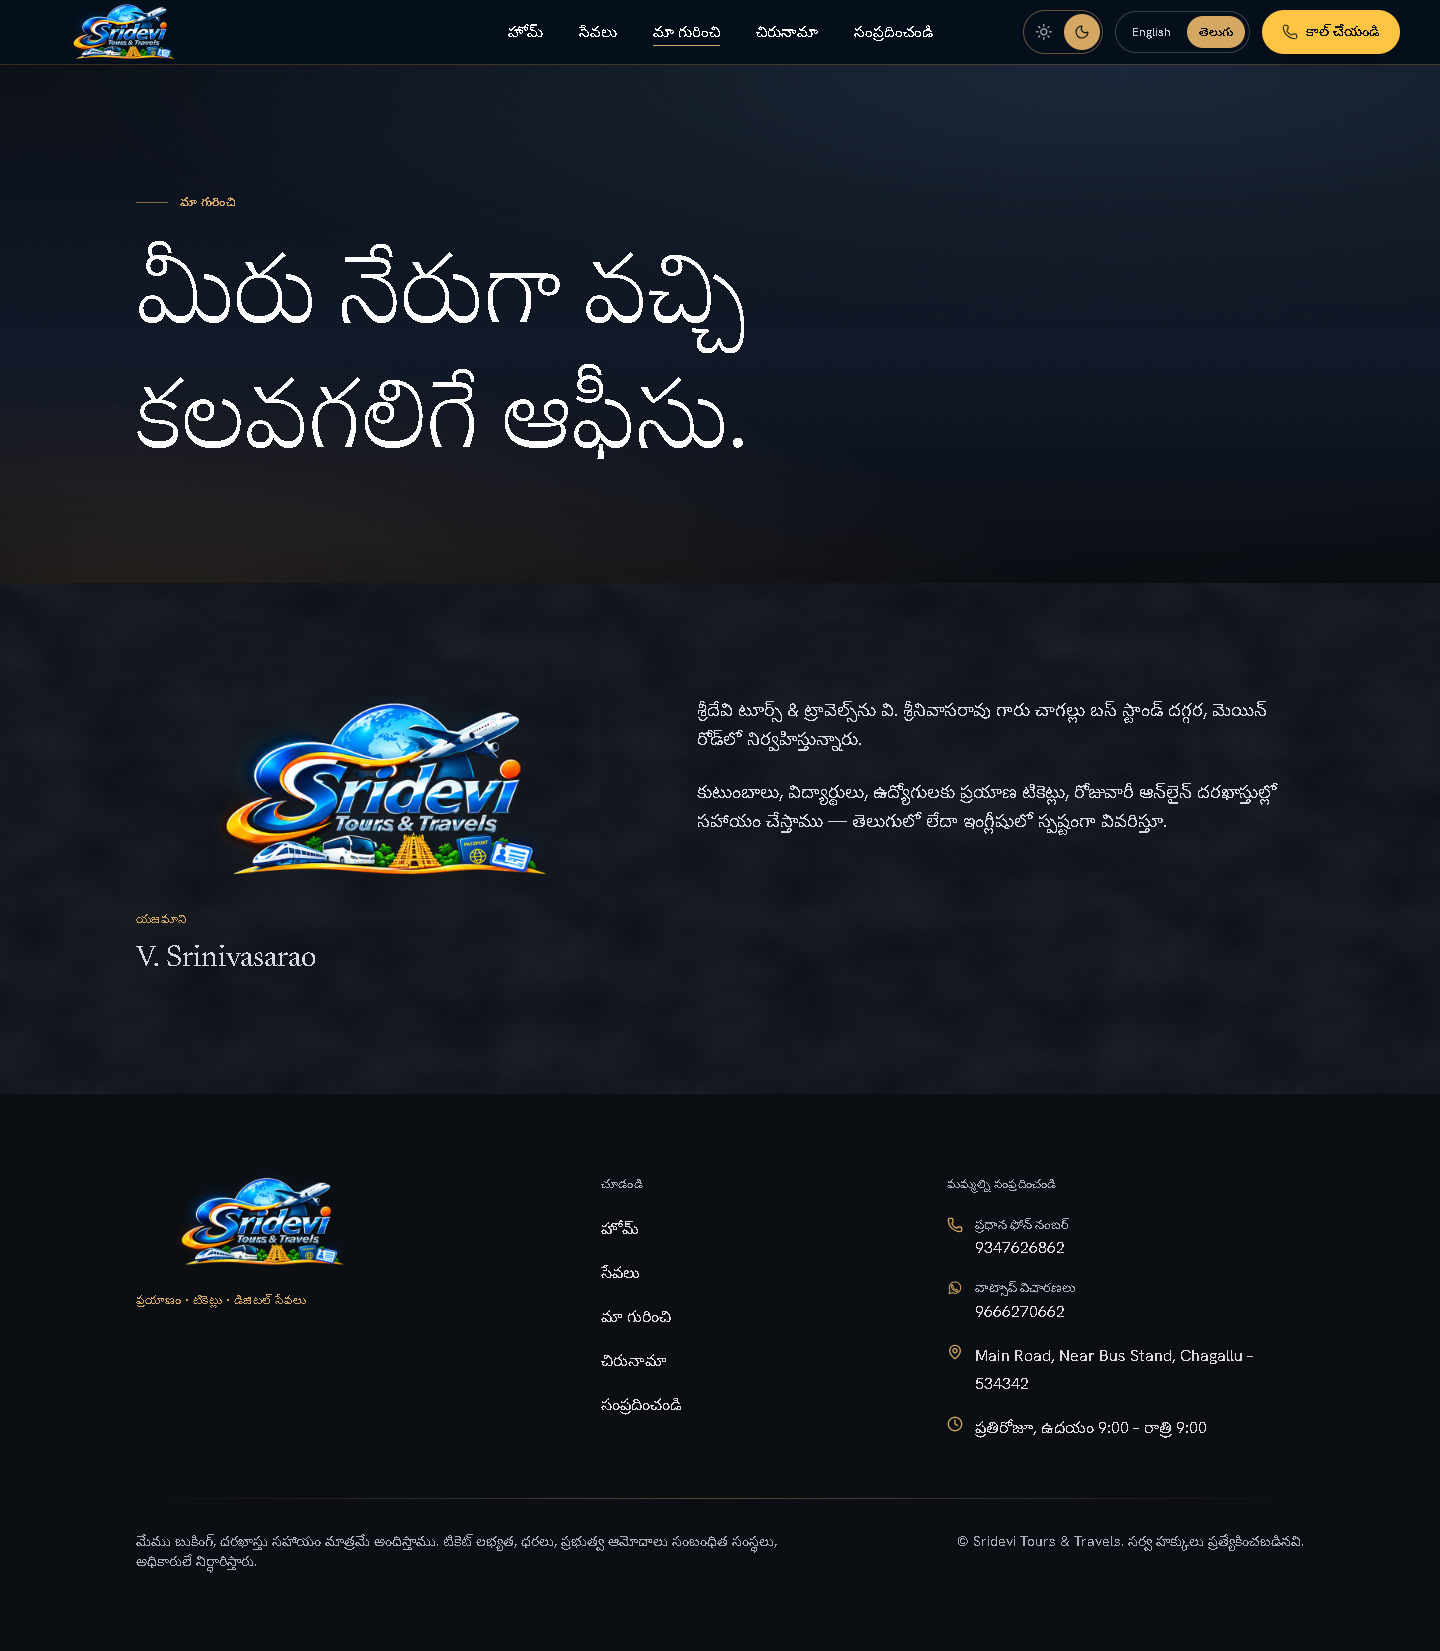 Sridevi
Tours & Travels
హోమ్
సేవలు
మా గురించి
చిరునామా
సంప్రదించండి
English
తెలుగు
కాల్ చేయండి
మా గురించి
మీరు నేరుగా వచ్చి
కలవగలిగే ఆఫీసు.
Sridevi
Tours & Travels
PASSPORT
యజమాని
V. Srinivasarao
శ్రీదేవి టూర్స్ & ట్రావెల్స్‌ను వి. శ్రీనివాసరావు గారు చాగల్లు బస్ స్టాండ్ దగ్గర, మెయిన్
రోడ్‌లో నిర్వహిస్తున్నారు.
కుటుంబాలు, విద్యార్థులు, ఉద్యోగులకు ప్రయాణ టికెట్లు, రోజువారీ ఆన్‌లైన్ దరఖాస్తుల్లో
సహాయం చేస్తాము — తెలుగులో లేదా ఇంగ్లీషులో స్పష్టంగా వివరిస్తూ.
Sridevi
Tours & Travels
ప్రయాణం • టికెట్లు • డిజిటల్ సేవలు
చూడండి
హోమ్
సేవలు
మా గురించి
చిరునామా
సంప్రదించండి
మమ్మల్ని సంప్రదించండి
ప్రధాన ఫోన్ నంబర్
9347626862
వాట్సాప్ విచారణలు
9666270662
Main Road, Near Bus Stand, Chagallu –
534342
ప్రతిరోజూ, ఉదయం 9:00 – రాత్రి 9:00
మేము బుకింగ్, దరఖాస్తు సహాయం మాత్రమే అందిస్తాము. టికెట్ లభ్యత, ధరలు, ప్రభుత్వ ఆమోదాలు సంబంధిత సంస్థలు,
అధికారులే నిర్ధారిస్తారు.
© Sridevi Tours & Travels. సర్వ హక్కులు ప్రత్యేకించబడినవి.